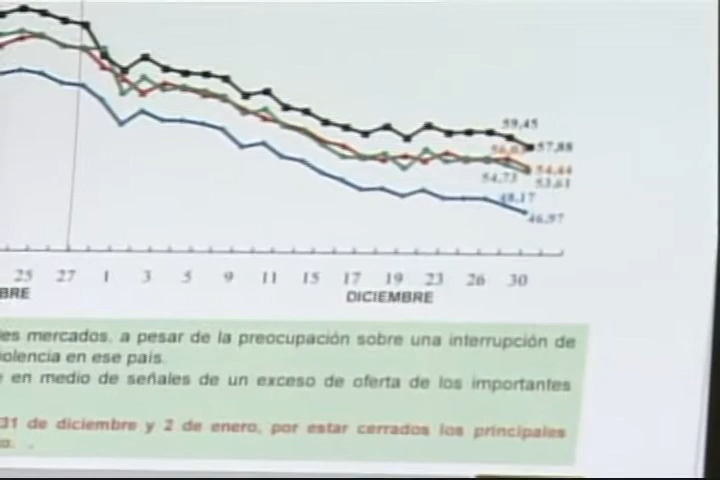 59,45
57,88
54,44
54,73
53,61
48,17
46,97
25 27 1 3 5 9 11 15 17 19 23 26 30
BRE DICIEMBRE
es mercados, a pesar de la preocupación sobre una interrupción de
iolencia en ese país.
e en medio de señales de un exceso de oferta de los importantes
31 de diciembre y 2 de enero, por estar cerrados los principales